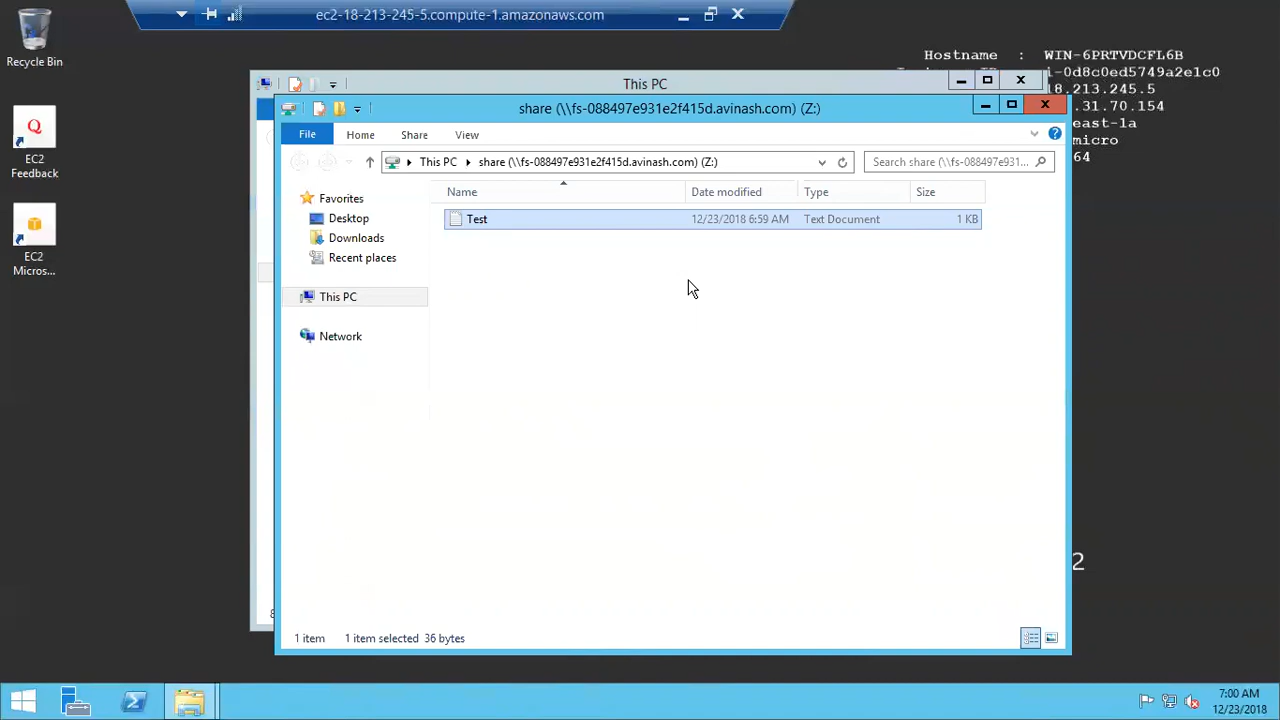 ec2-18-213-245-5.compute-1.amazonaws.com
Recycle Bin
Hostname : WIN-6PRTVDCFL6B
-0d8c0ed5749a2e1c0
18.213.245.5
31.70.154
east-1a
micro
64
2
EC2
Feedback
EC2
Micros...
This PC
share (\\fs-088497e931e2f415d.avinash.com) (Z:)
File
Home
Share
View
This PC
share (\\fs-088497e931e2f415d.avinash.com) (Z:)
Search share (\\fs-088497e931...
Name
Date modified
Type
Size
Favorites
Desktop
Downloads
Recent places
This PC
Network
Test
12/23/2018 6:59 AM
Text Document
1 KB
1 item
1 item selected 36 bytes
7:00 AM
12/23/2018